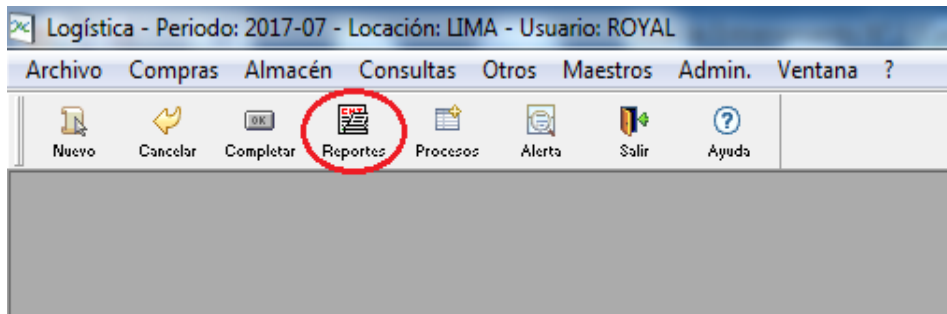 Logística - Periodo: 2017-07 - Locación: LIMA - Usuario: ROYAL
Archivo Compras Almacén Consultas Otros Maestros Admin. Ventana ?
OK
Nuevo Cancelar Completar Reportes Procesos Alerta Salir Ayuda